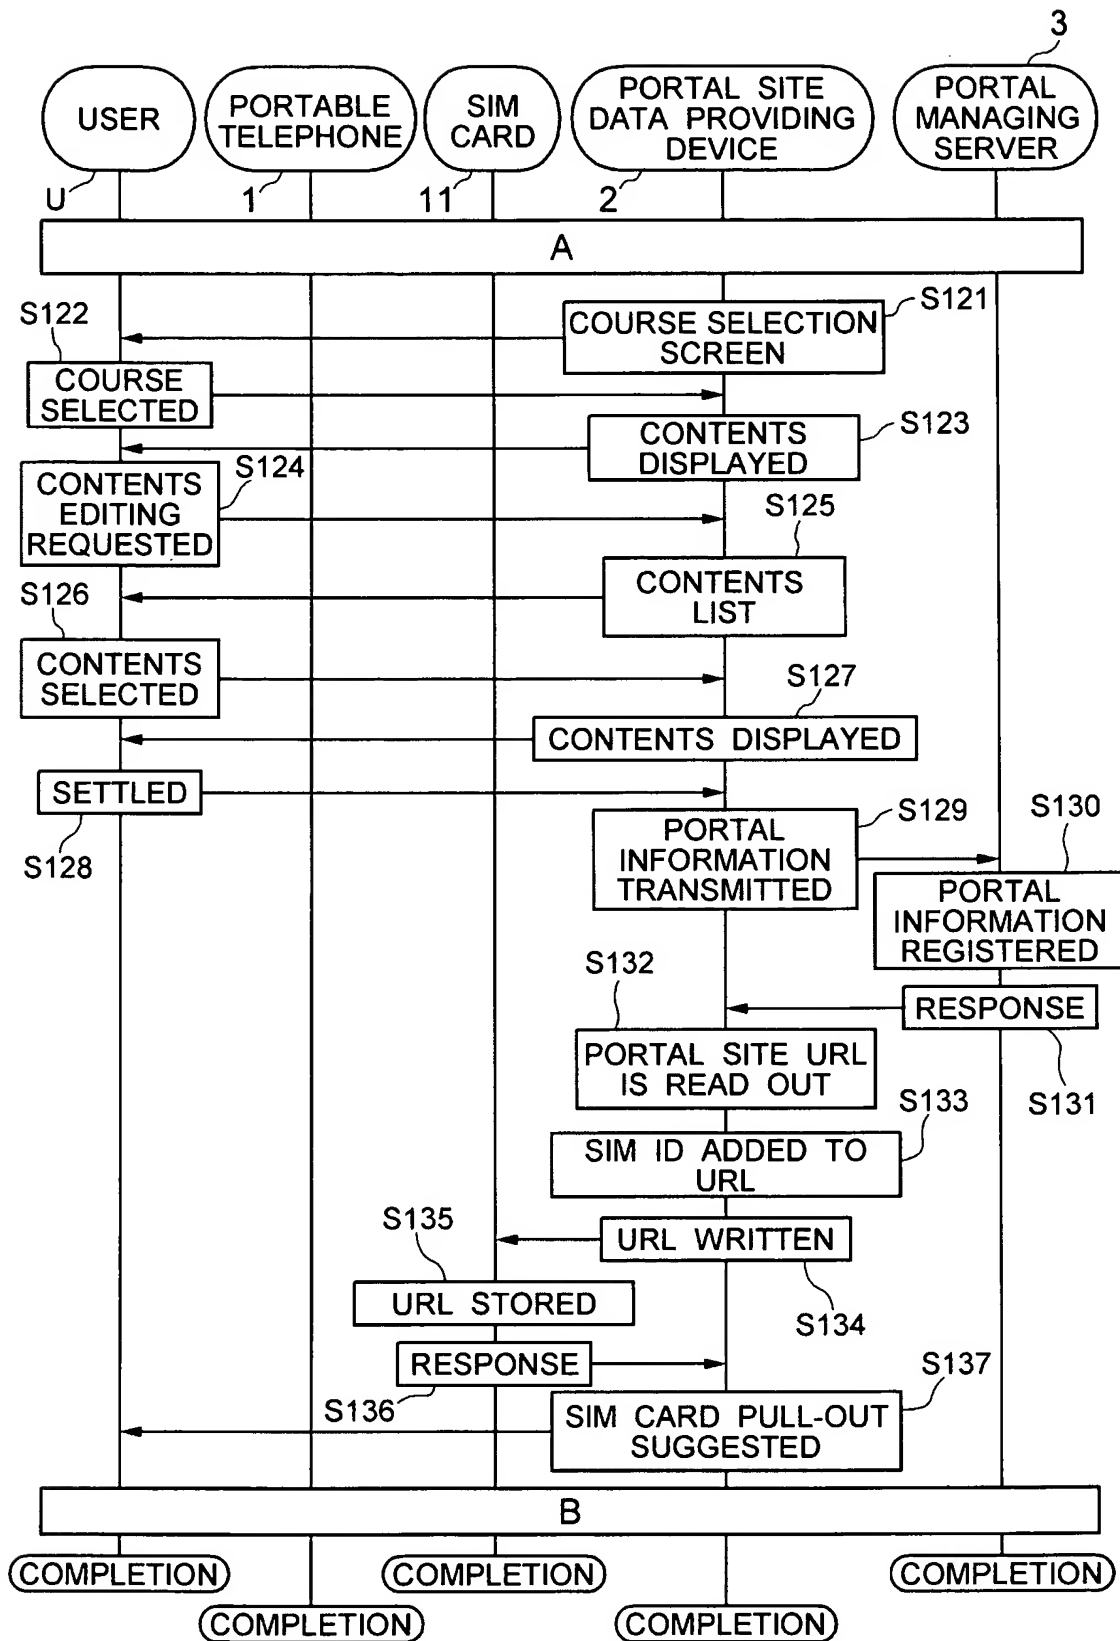 3
USER
PORTABLE
TELEPHONE
SIM
CARD
PORTAL SITE
DATA PROVIDING
DEVICE
PORTAL
MANAGING
SERVER
U
1
11
2
A
S121
COURSE SELECTION
SCREEN
S122
COURSE
SELECTED
S123
CONTENTS
DISPLAYED
S124
CONTENTS
EDITING
REQUESTED
S125
CONTENTS
LIST
S126
CONTENTS
SELECTED
S127
CONTENTS DISPLAYED
SETTLED
S128
S129
PORTAL
INFORMATION
TRANSMITTED
S130
PORTAL
INFORMATION
REGISTERED
RESPONSE
S131
S132
PORTAL SITE URL
IS READ OUT
S133
SIM ID ADDED TO
URL
URL WRITTEN
S134
S135
URL STORED
RESPONSE
S136
S137
SIM CARD PULL-OUT
SUGGESTED
B
COMPLETION
COMPLETION
COMPLETION
COMPLETION
COMPLETION